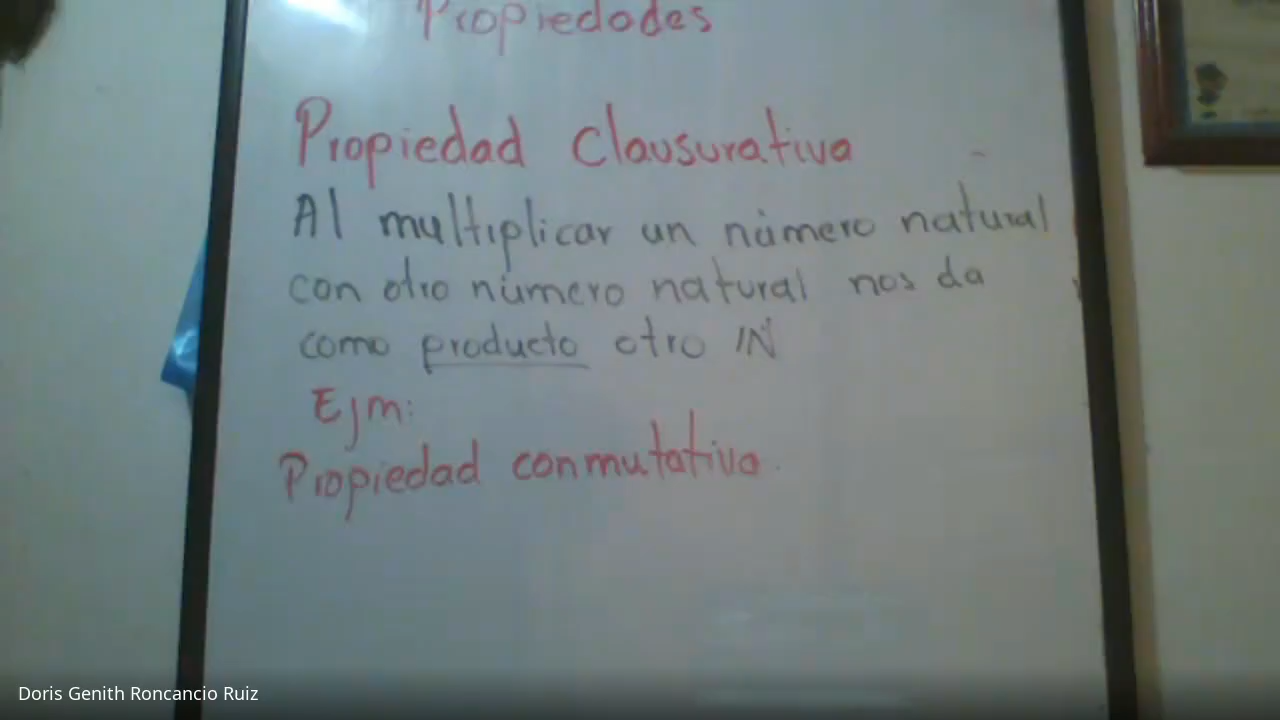 Propiedades
Propiedad Clausurativa
Al multiplicar un número natural
con otro número natural nos da
como producto otro IN
Ejm:
Propiedad conmutativa.
Doris Genith Roncancio Ruiz